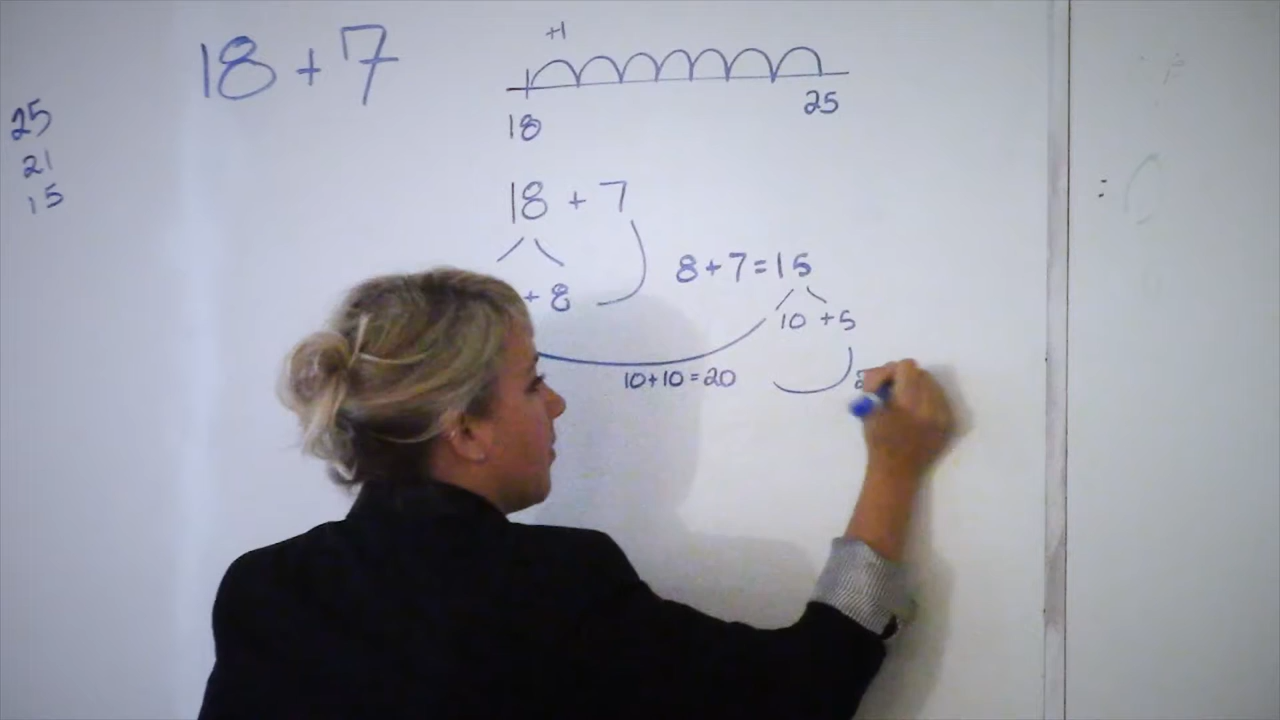 18 + 7
25
21
15
+1
18
25
18 + 7
+ 8
8 + 7 = 15
10 + 5
10 + 10 = 20